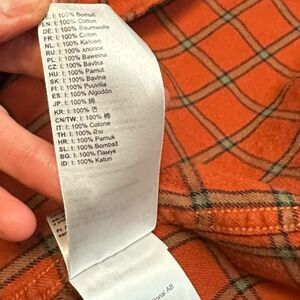 E: I: 100% Bomull
EN: I: 100% Cotton
DE: I: 100% Baumwolle
FR: I: 100% Coton
NL: I: 100% Katoen
RU: I: 100% хлопок
PL: I: 100% Bawełna
CZ: I: 100% Bavlna
HU: I: 100% Pamut
SK: I: 100% Bavlna
FI: I: 100% Puuvilla
ES: I: 100% Algodón
JP: I: 100% 綿
KR: I: 100% 면
CN/TW: I: 100% 棉
IT: I: 100% Cotone
TH: I: 100% ฝ้าย
HR: I: 100% Pamuk
SL: I: 100% Bombaž
BG: I: 100% Памук
ID: I: 100% Katun
AB